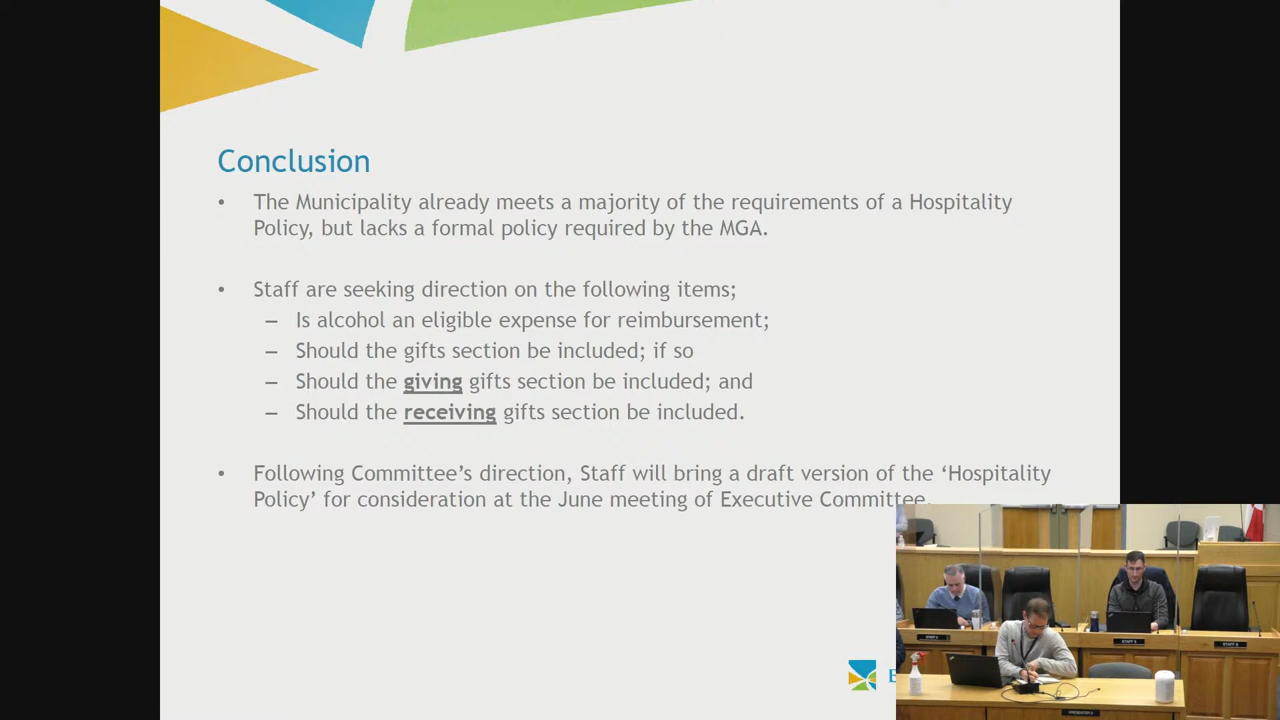 Conclusion
• The Municipality already meets a majority of the requirements of a Hospitality
Policy, but lacks a formal policy required by the MGA.
• Staff are seeking direction on the following items;
– Is alcohol an eligible expense for reimbursement;
– Should the gifts section be included; if so
– Should the giving gifts section be included; and
– Should the receiving gifts section be included.
• Following Committee’s direction, Staff will bring a draft version of the ‘Hospitality
Policy’ for consideration at the June meeting of Executive Committee.